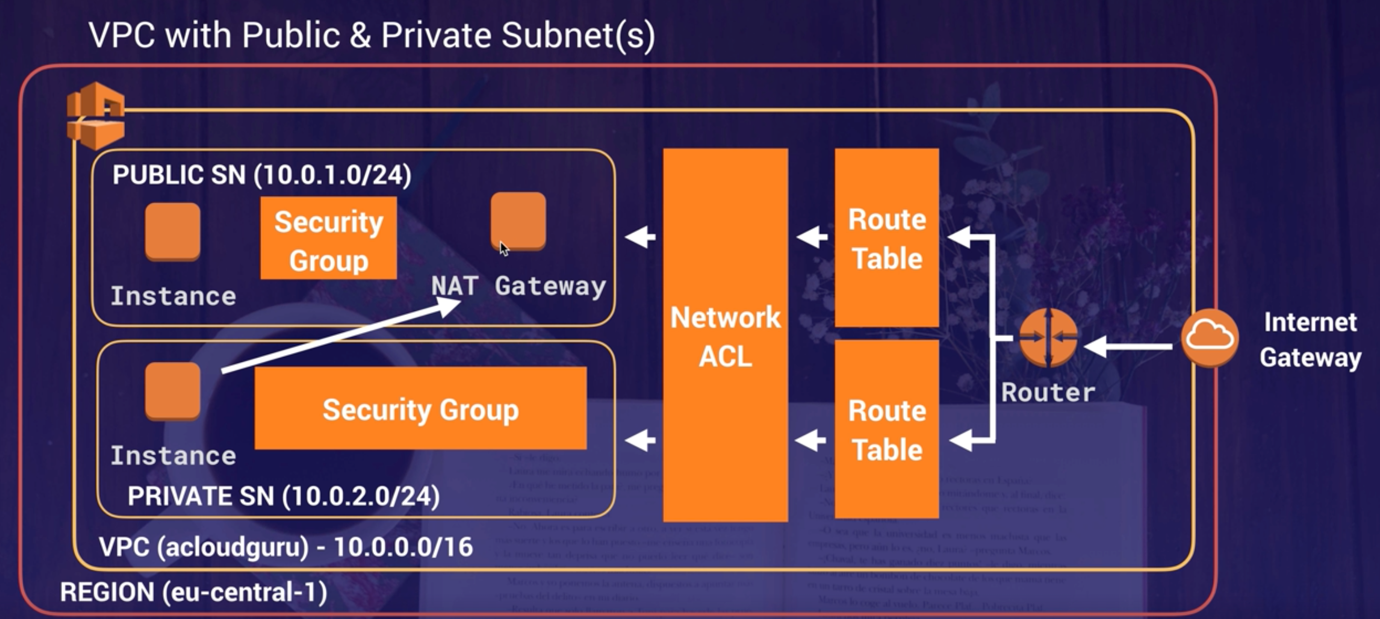 VPC with Public & Private Subnet(s)
PUBLIC SN (10.0.1.0/24)
Security
Group
Instance
NAT Gateway
Security Group
Instance
PRIVATE SN (10.0.2.0/24)
Network
ACL
Route
Table
Route
Table
Router
Internet
Gateway
VPC (acloudguru) - 10.0.0.0/16
REGION (eu-central-1)